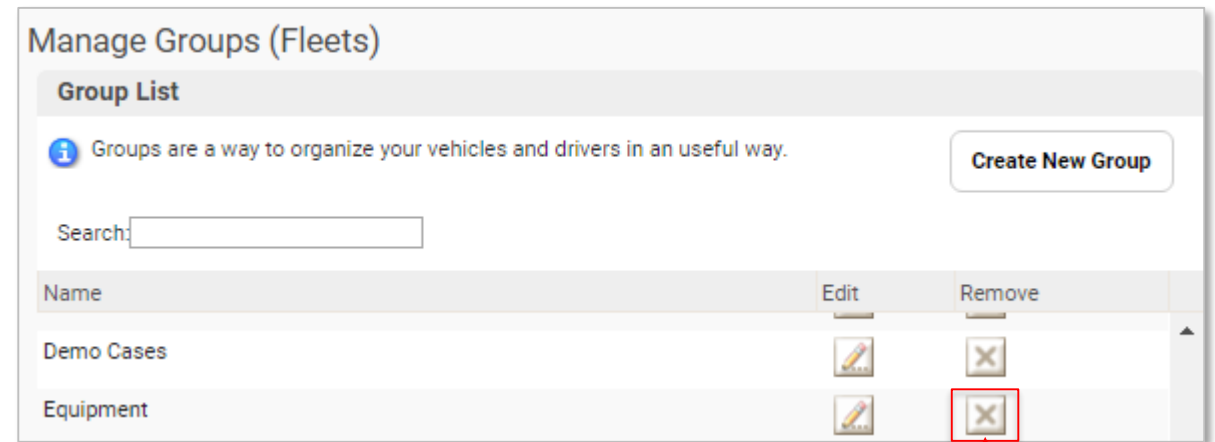 Manage Groups (Fleets)
Group List
Groups are a way to organize your vehicles and drivers in an useful way.
Create New Group
Search:
Name Edit Remove
Demo Cases
Equipment